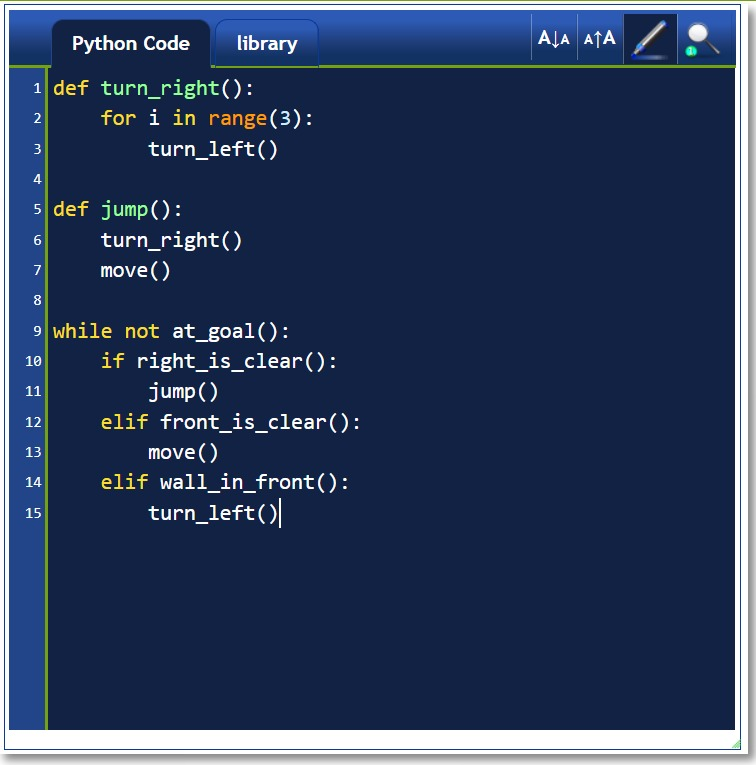 Python Code library A↓A A↑A
1 def turn_right():
2     for i in range(3):
3         turn_left()
4
5 def jump():
6     turn_right()
7     move()
8
9 while not at_goal():
10     if right_is_clear():
11         jump()
12     elif front_is_clear():
13         move()
14     elif wall_in_front():
15         turn_left()